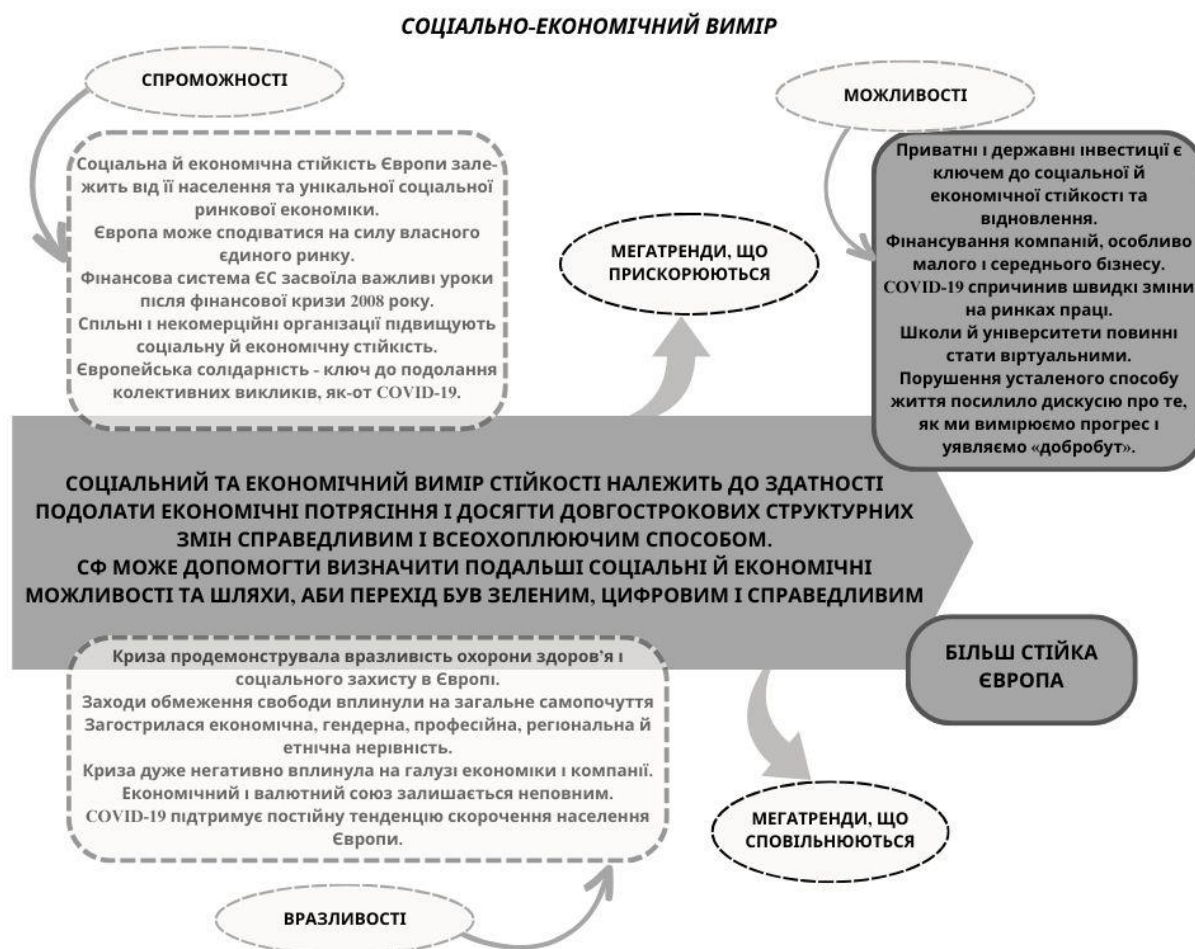 СОЦІАЛЬНО-ЕКОНОМІЧНИЙ ВИМІР
СПРОМОЖНОСТІ
Соціальна й економічна стійкість Європи зале-
жить від її населення та унікальної соціальної
ринкової економіки.
Європа може сподіватися на силу власного
єдиного ринку.
Фінансова система ЄС засвоїла важливі уроки
після фінансової кризи 2008 року.
Спільні і некомерційні організації підвищують
соціальну й економічну стійкість.
Європейська солідарність - ключ до подолання
колективних викликів, як-от COVID-19.
МЕГАТРЕНДИ, ЩО
ПРИСКОРЮЮТЬСЯ
МОЖЛИВОСТІ
Приватні і державні інвестиції є
ключем до соціальної й
економічної стійкості та
відновлення.
Фінансування компаній, особливо
малого і середнього бізнесу.
COVID-19 спричинив швидкі зміни
на ринках праці.
Школи й університети повинні
стати віртуальними.
Порушення усталеного способу
життя посилило дискусію про те,
як ми вимірюємо прогрес і
уявляємо «добробут».
СОЦІАЛЬНИЙ ТА ЕКОНОМІЧНИЙ ВИМІР СТІЙКОСТІ НАЛЕЖИТЬ ДО ЗДАТНОСТІ
ПОДОЛАТИ ЕКОНОМІЧНІ ПОТРЯСІННЯ І ДОСЯГТИ ДОВГОСТРОКОВИХ СТРУКТУРНИХ
ЗМІН СПРАВЕДЛИВИМ І ВСЕОХОПЛЮЮЧИМ СПОСОБОМ.
СФ МОЖЕ ДОПОМОГТИ ВИЗНАЧИТИ ПОДАЛЬШІ СОЦІАЛЬНІ Й ЕКОНОМІЧНІ
МОЖЛИВОСТІ ТА ШЛЯХИ, АБИ ПЕРЕХІД БУВ ЗЕЛЕНИМ, ЦИФРОВИМ І СПРАВЕДЛИВИМ
БІЛЬШ СТІЙКА
ЄВРОПА
Криза продемонструвала вразливість охорони здоров'я і
соціального захисту в Європі.
Заходи обмеження свободи вплинули на загальне самопочуття
Загострилася економічна, гендерна, професійна, регіональна й
етнічна нерівність.
Криза дуже негативно вплинула на галузі економіки і компанії.
Економічний і валютний союз залишається неповним.
COVID-19 підтримує постійну тенденцію скорочення населення
Європи.
МЕГАТРЕНДИ, ЩО
СПОВІЛЬНЮЮТЬСЯ
ВРАЗЛИВОСТІ